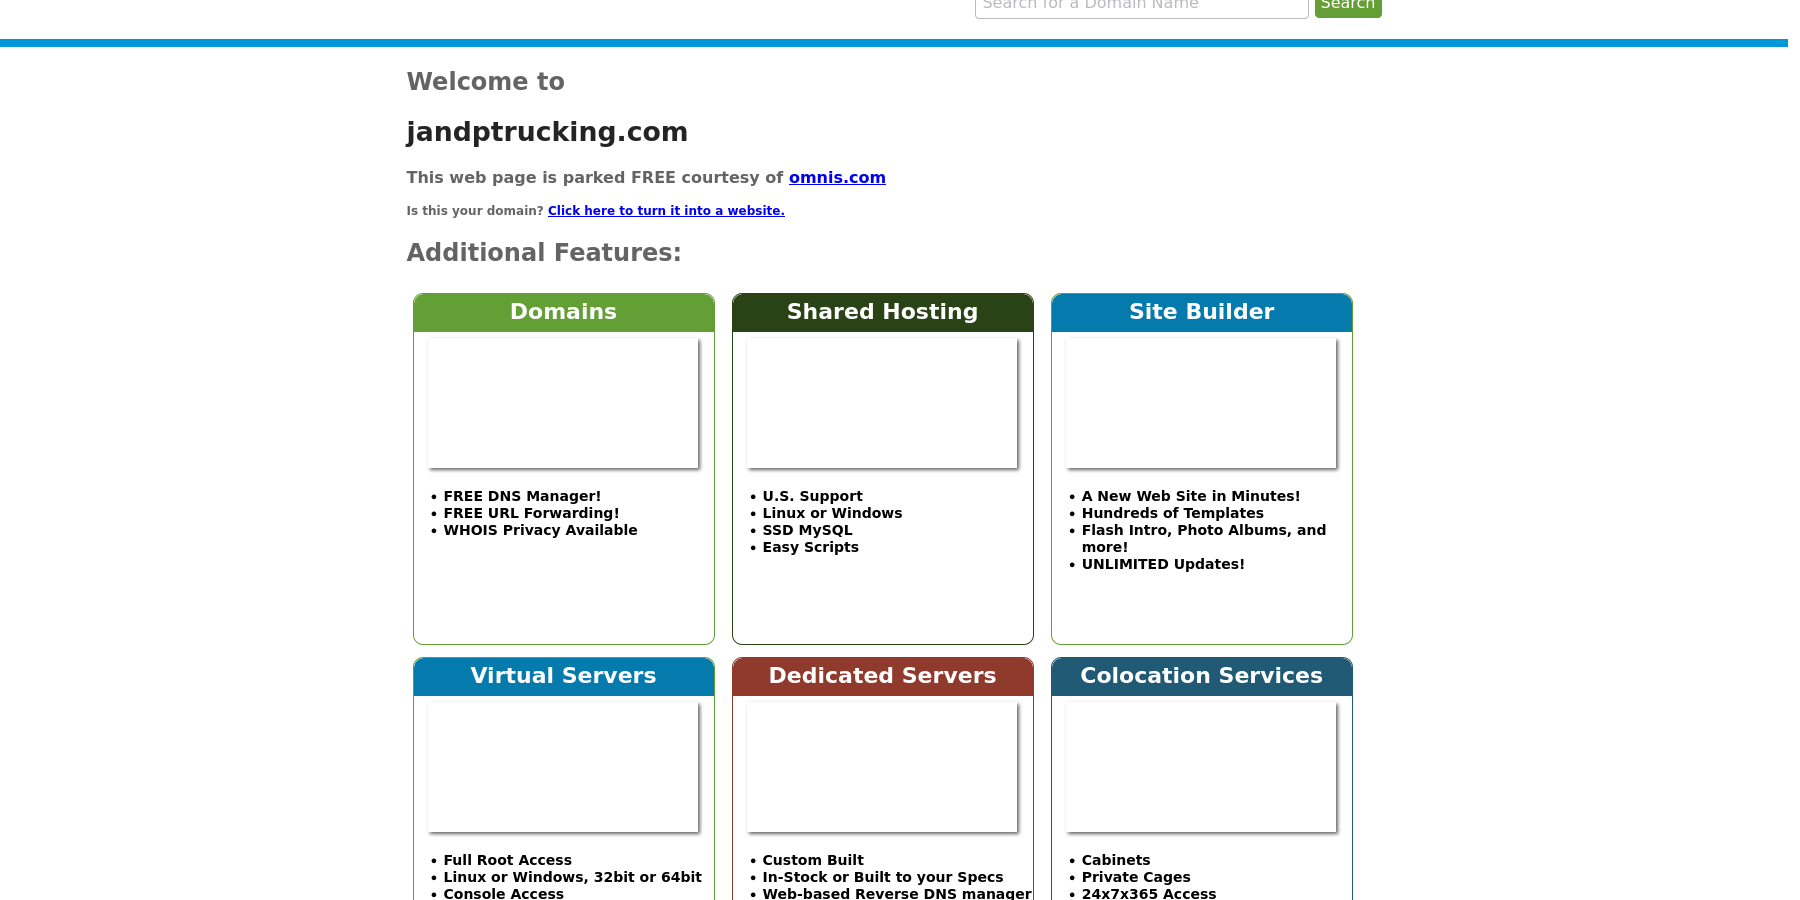 Search for a Domain Name
Search
Welcome to
jandptrucking.com
This web page is parked FREE courtesy of omnis.com
Is this your domain? Click here to turn it into a website.
Additional Features:
Domains
• FREE DNS Manager!
• FREE URL Forwarding!
• WHOIS Privacy Available
Shared Hosting
• U.S. Support
• Linux or Windows
• SSD MySQL
• Easy Scripts
Site Builder
• A New Web Site in Minutes!
• Hundreds of Templates
• Flash Intro, Photo Albums, and
more!
• UNLIMITED Updates!
Virtual Servers
• Full Root Access
• Linux or Windows, 32bit or 64bit
• Console Access
Dedicated Servers
• Custom Built
• In-Stock or Built to your Specs
• Web-based Reverse DNS manager
Colocation Services
• Cabinets
• Private Cages
• 24x7x365 Access